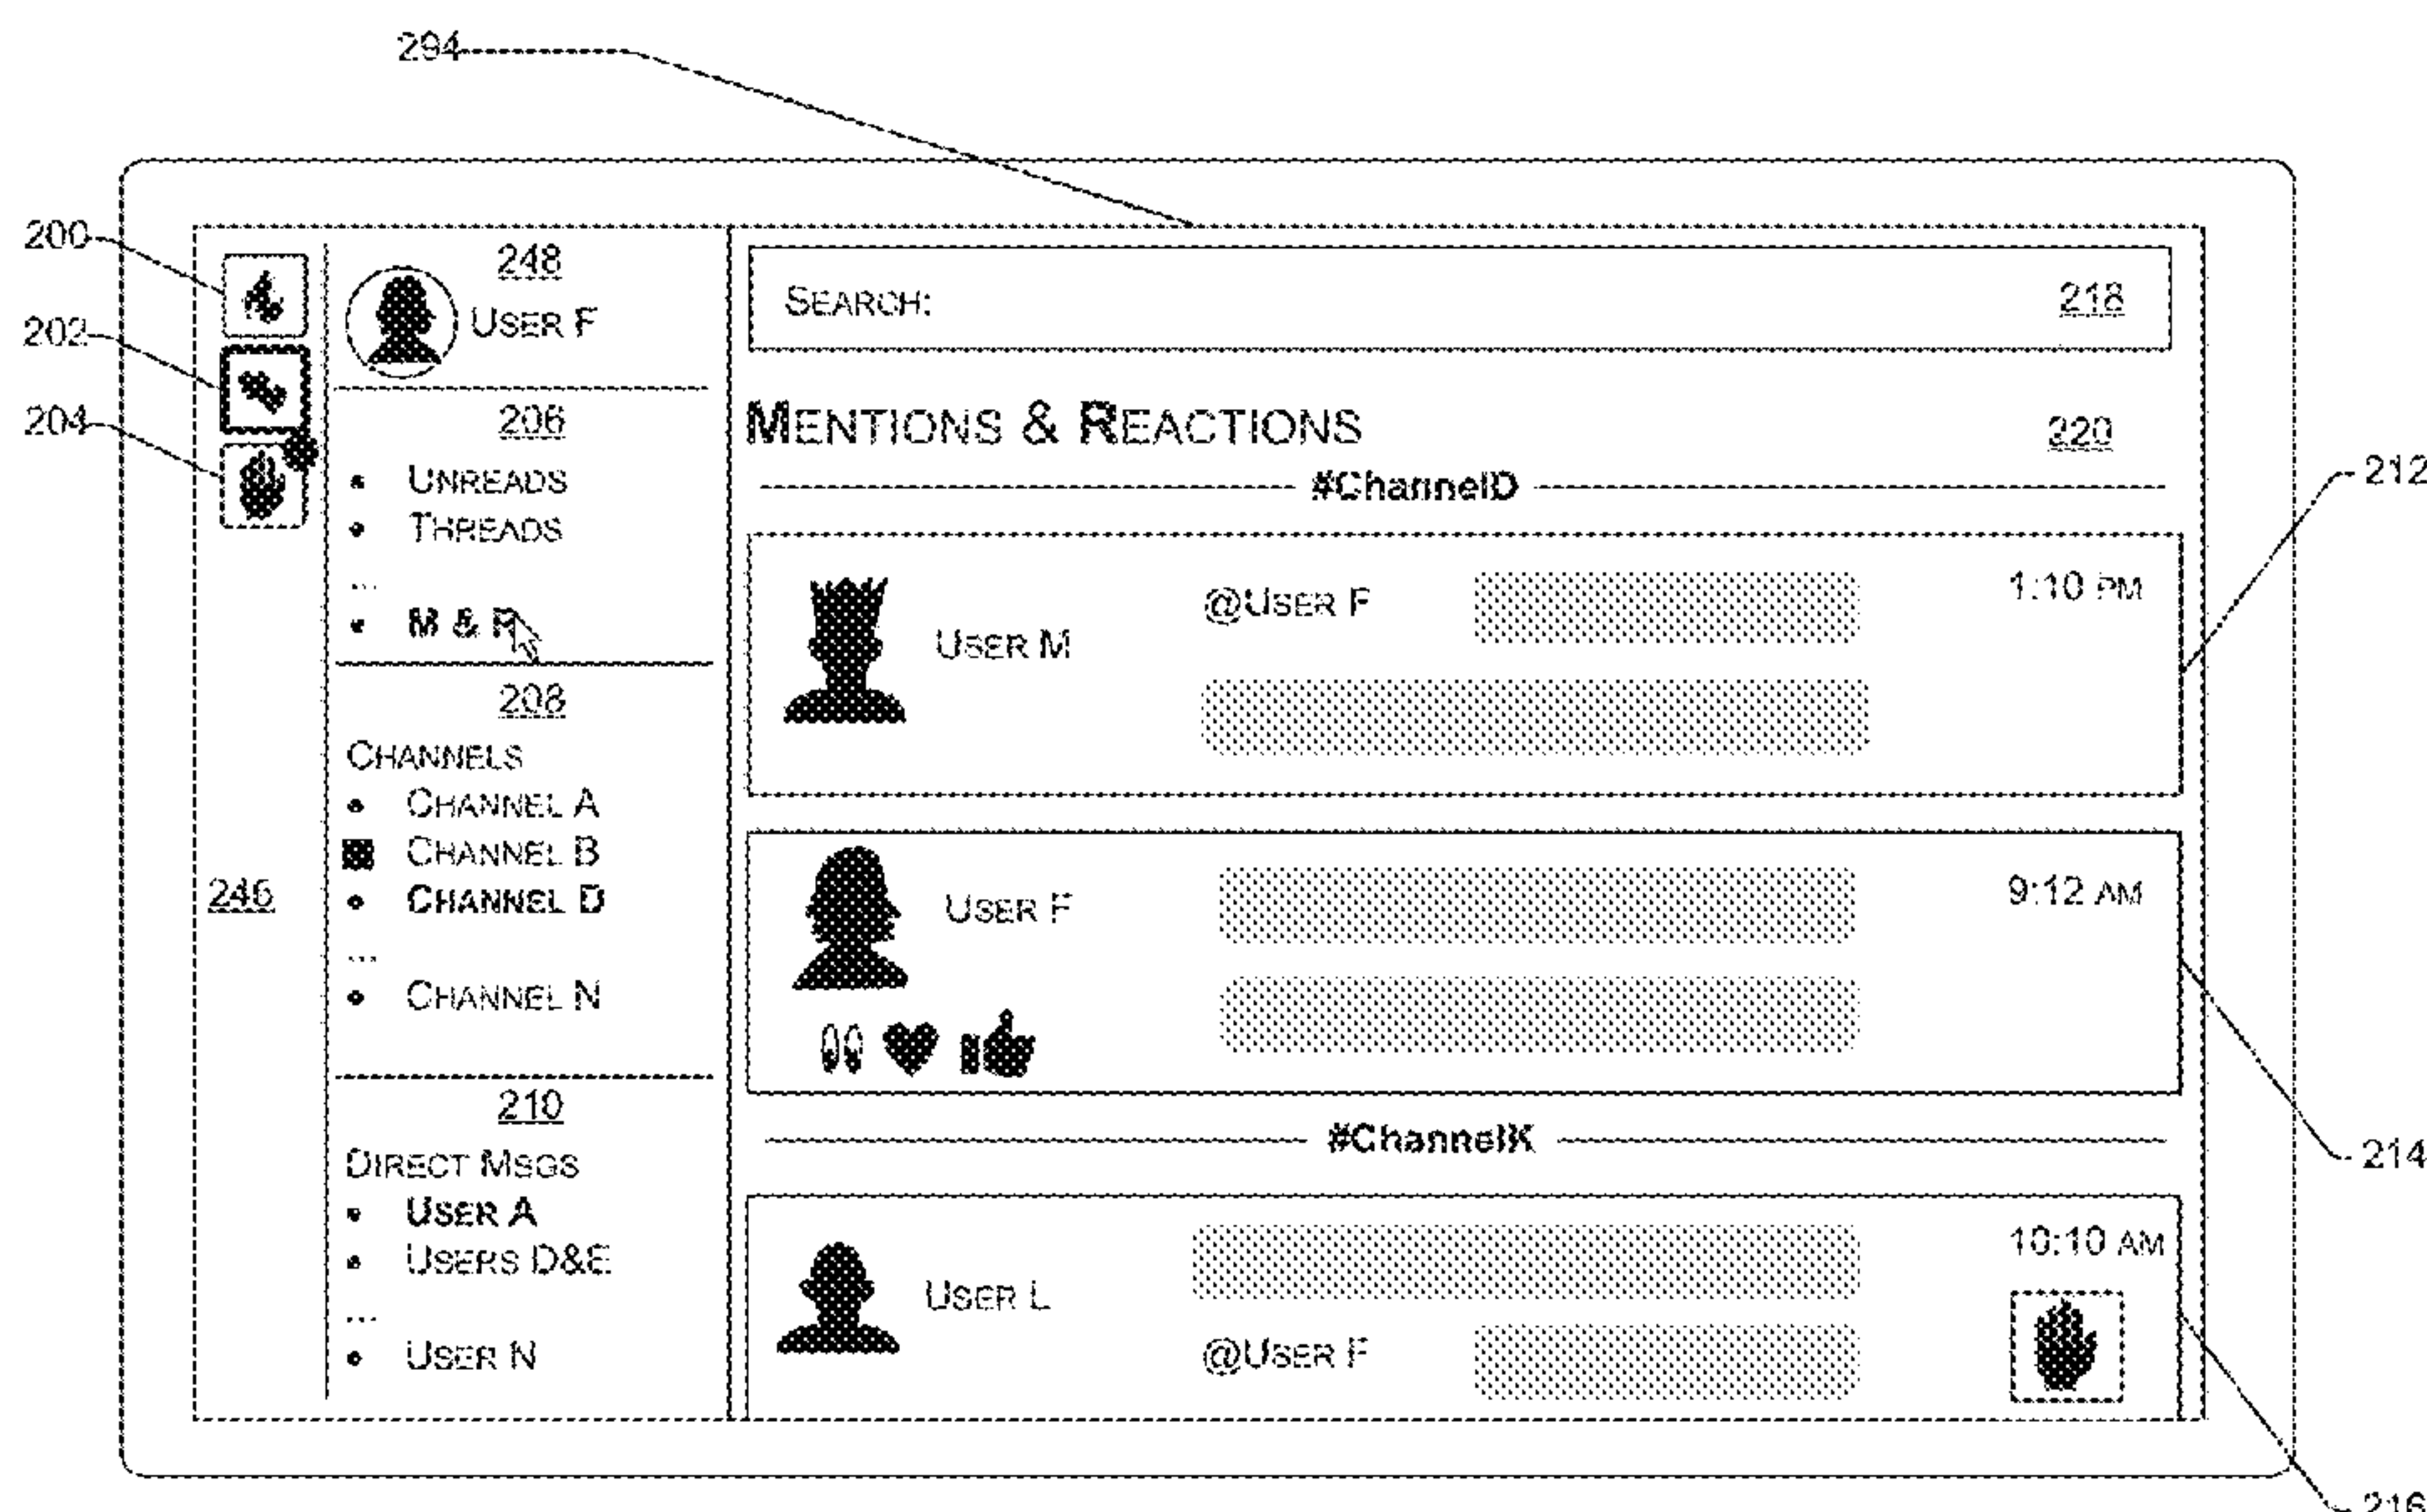 294
200
202
204
248
USER F
206
• UNREADS
• THREADS
...
• M & R
208
CHANNELS
• CHANNEL A
CHANNEL B
• CHANNEL D
...
• CHANNEL N
246
210
DIRECT MSGS
• USER A
• USERS D&E
...
• USER N
SEARCH:
218
MENTIONS & REACTIONS
220
#ChannelD
212
USER M
@USER F
1:10 PM
USER F
9:12 AM
214
#ChannelK
USER L
@USER F
10:10 AM
216